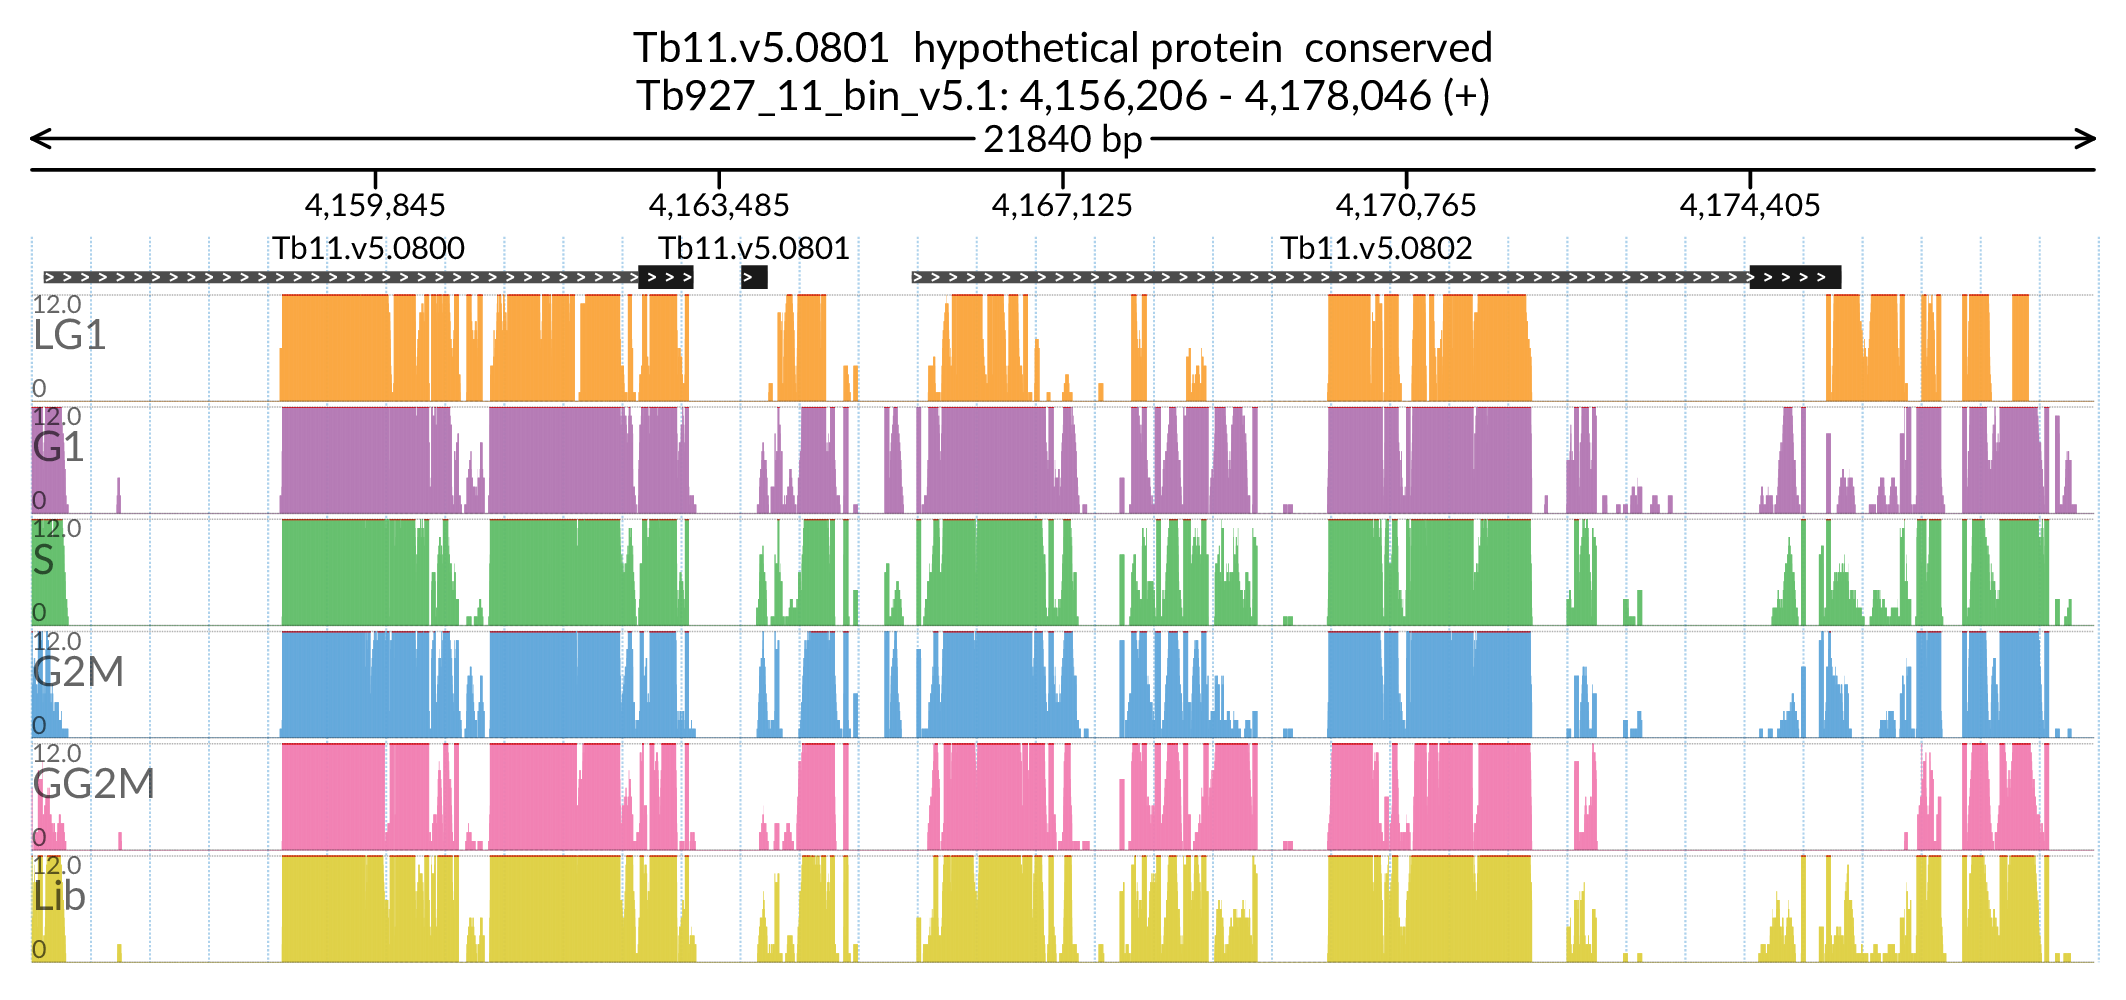 Tb11.v5.0801  hypothetical protein  conserved
Tb927_11_bin_v5.1: 4,156,206 - 4,178,046 (+)
21840 bp
4,159,845 4,163,485 4,167,125 4,170,765 4,174,405
Tb11.v5.0800 Tb11.v5.0801 Tb11.v5.0802
12.0
LG1
0
12.0
G1
0
12.0
S
0
12.0
G2M
0
12.0
GG2M
0
12.0
Lib
0